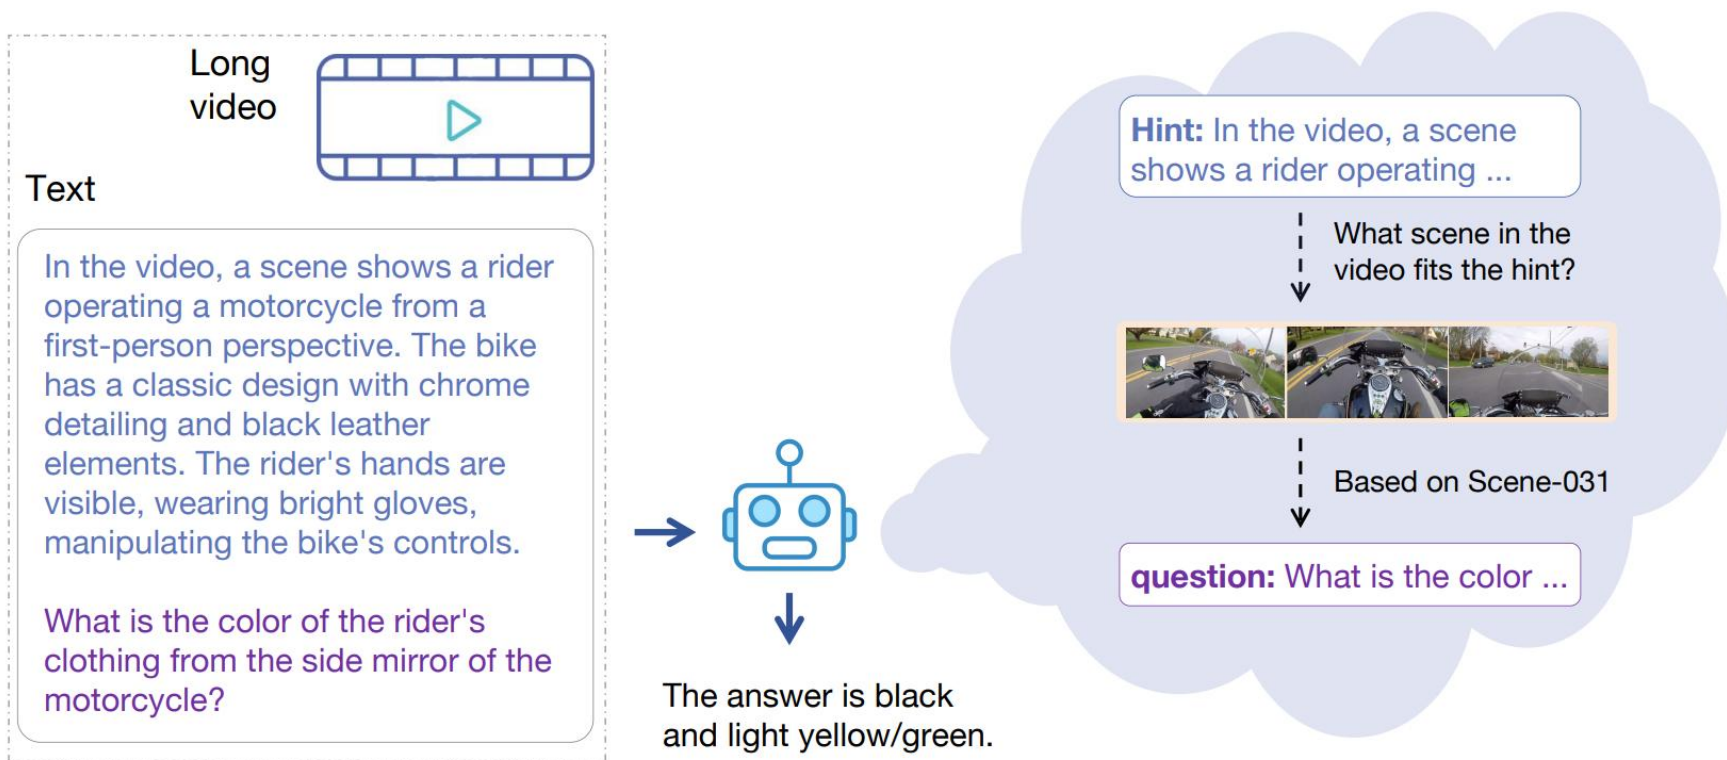 Long
video
Text
In the video, a scene shows a rider
operating a motorcycle from a
first-person perspective. The bike
has a classic design with chrome
detailing and black leather
elements. The rider's hands are
visible, wearing bright gloves,
manipulating the bike's controls.
What is the color of the rider's
clothing from the side mirror of the
motorcycle?
The answer is black
and light yellow/green.
Hint: In the video, a scene
shows a rider operating ...
What scene in the
video fits the hint?
Based on Scene-031
question: What is the color ...